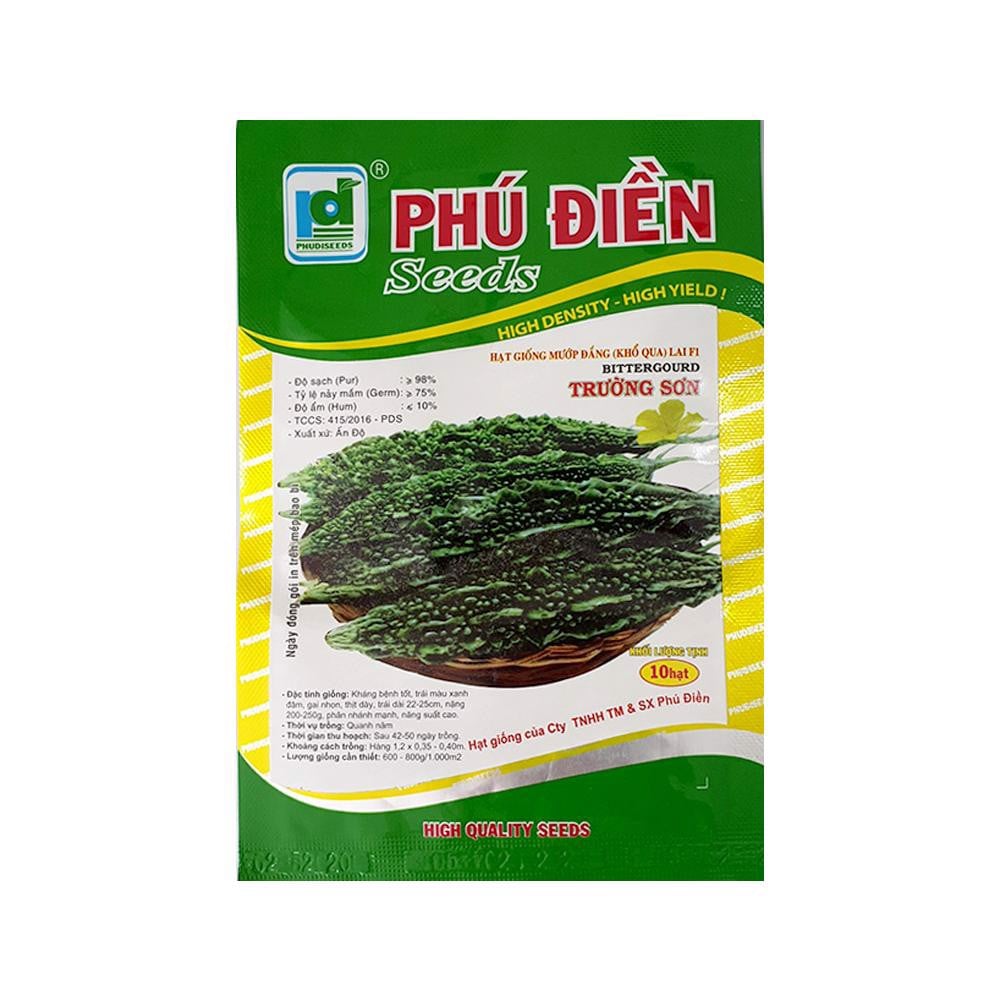 PHUDISEEDS
®
PHÚ ĐIỀN
Seeds
HIGH DENSITY - HIGH YIELD !
HẠT GIỐNG MƯỚP ĐẮNG (KHỔ QUA) LAI F1
BITTERGOURD
TRƯỜNG SƠN
- Độ sạch (Pur) : ≥ 98%
- Tỷ lệ nảy mầm (Germ): ≥ 75%
- Độ ẩm (Hum) : ≤ 10%
- TCCS: 415/2016 - PDS
- Xuất xứ: Ấn Độ
Ngày đóng gói in trên mép bao bì
KHỐI LƯỢNG TỊNH
10hạt
- Đặc tính giống: Kháng bệnh tốt, trái màu xanh
đậm, gai nhọn, thịt dày, trái dài 22-25cm, nặng
200-250g, phân nhánh mạnh, năng suất cao.
- Thời vụ trồng: Quanh năm
- Thời gian thu hoạch: Sau 42-50 ngày trồng.
- Khoảng cách trồng: Hàng 1,2 x 0,35 - 0,40m.
- Lượng giống cần thiết: 600 - 800g/1.000m2
Hạt giống của Cty TNHH TM & SX Phú Điền
HIGH QUALITY SEEDS